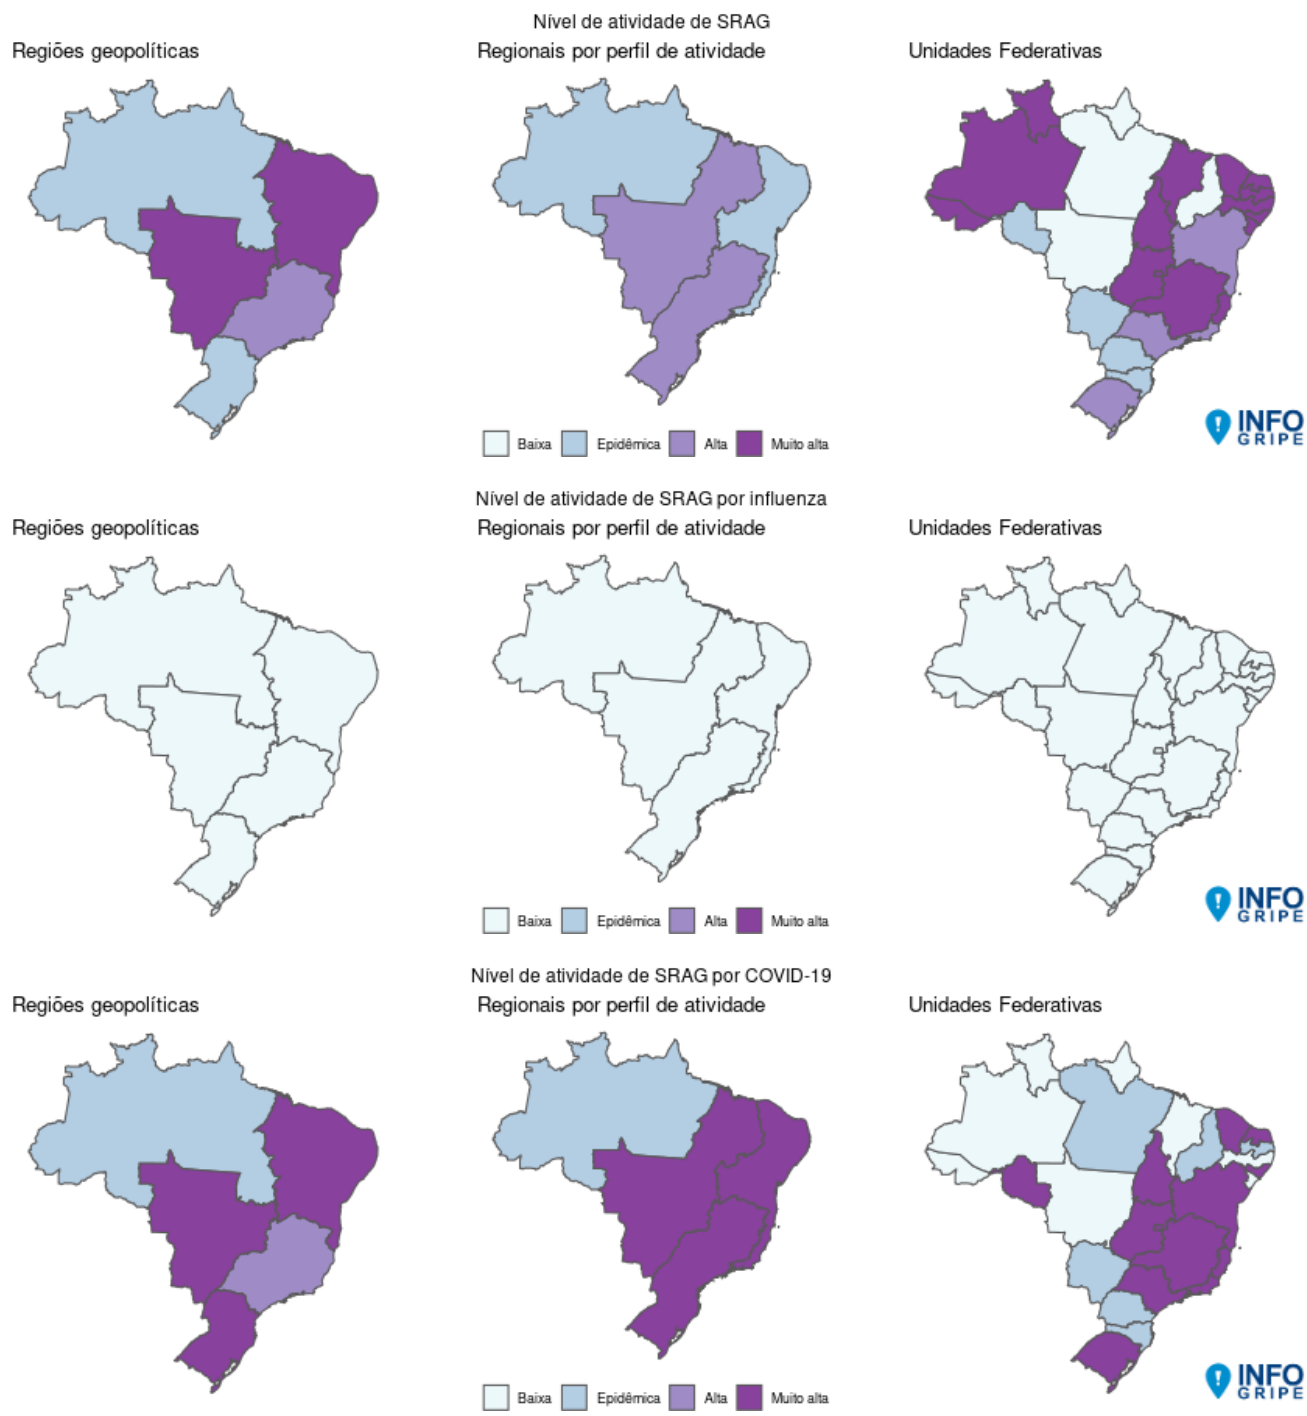 Nível de atividade de SRAG
Regiões geopolíticas
Regionais por perfil de atividade
Unidades Federativas
Baixa
Epidêmica
Alta
Muito alta
INFO
GRIPE
Nível de atividade de SRAG por influenza
Regiões geopolíticas
Regionais por perfil de atividade
Unidades Federativas
Baixa
Epidêmica
Alta
Muito alta
INFO
GRIPE
Nível de atividade de SRAG por COVID-19
Regiões geopolíticas
Regionais por perfil de atividade
Unidades Federativas
Baixa
Epidêmica
Alta
Muito alta
INFO
GRIPE